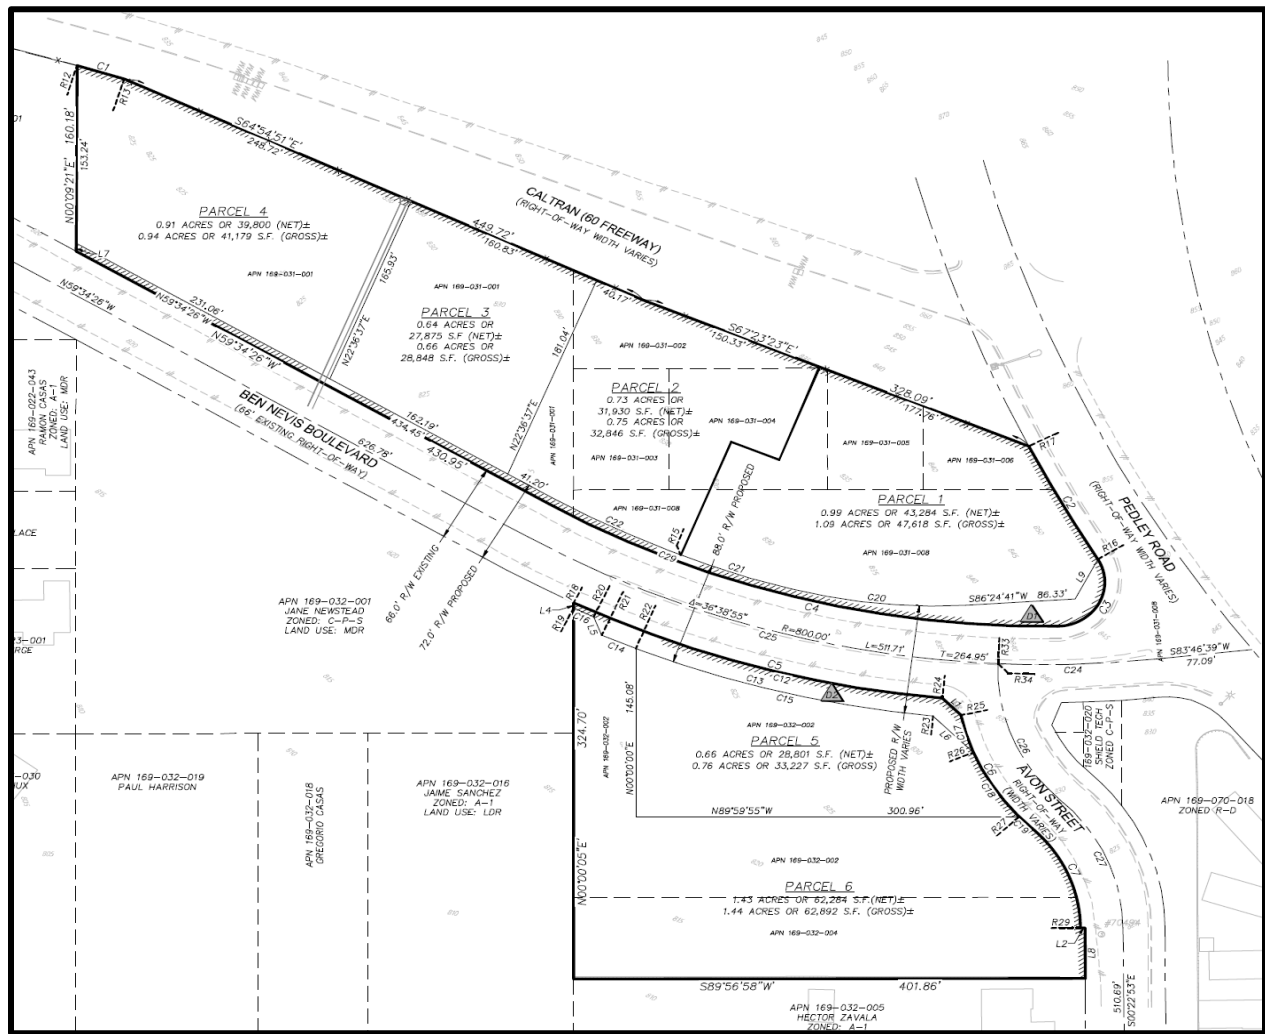 CALTRAN (60 FREEWAY)
(RIGHT-OF-WAY WIDTH VARIES)
R12
C1
R13
S64°54'51"E'
248.72'
N00°09'21"E' 160.18'
153.24'
PARCEL 4
0.91 ACRES OR 39,800 (NET)±
0.94 ACRES OR 41,179 S.F. (GROSS)±
APN 169-031-001
L7
N59°34'26"W
N59°34'26"W
231.06'
N59°34'26"W'
449.72'
160.83'
165.93'
N22°36'37"E
APN 169-031-001
PARCEL 3
0.64 ACRES OR
27,875 S.F (NET)±
0.66 ACRES OR
28,848 S.F. (GROSS)±
40.17'
181.04'
N22°36'37"E
APN 169-031-001
APN 169-031-002
S67°23'23"E'
150.33'
PARCEL 2
0.73 ACRES OR
31,930 S.F. (NET)±
0.75 ACRES OR
32,846 S.F. (GROSS)±
APN 169-031-004
APN 169-031-003
APN 169-031-008
328.09'
177.76'
APN 169-031-005
APN 169-031-006
R17
PARCEL 1
0.99 ACRES OR 43,284 S.F. (NET)±
1.09 ACRES OR 47,618 S.F. (GROSS)±
APN 169-031-008
C2
PEDLEY ROAD
(RIGHT-OF-WAY WIDTH VARIES)
R16
L9
C3
S86°24'41"W 86.33'
D1
APN 169-031-008
BEN NEVIS BOULEVARD
(66' EXISTING RIGHT-OF-WAY)
626.78'
162.19'
434.45'
430.95'
41.20'
C22
C29
R15
88.0' R/W PROPOSED
C21
C4
C20
66.0' R/W EXISTING
72.0' R/W PROPOSED
Δ=36°38'55"
R=800.00'
C25
L=511.71'
T=264.95'
R33
R34
C24
S83°46'39"W
77.09'
APN 169-022-043
RAMON CASAS
ZONED: A-1
LAND USE: MDR
APN 169-032-001
JANE NEWSTEAD
ZONED: C-P-S
LAND USE: MDR
R18
R20
R21
R22
L4
R19
C16
L5
C14
C5
C13
C12
C15
D2
R24
R23
R25
L6
C17
R26
C6
C18
C26
145.08'
N00°00'00"E
324.70'
N00°00'05"E'
APN 169-032-002
APN 169-032-002
PARCEL 5
0.66 ACRES OR 28,801 S.F. (NET)±
0.76 ACRES OR 33,227 S.F. (GROSS)
PROPOSED R/W
WIDTH VARIES
N89°59'55"W 300.96'
R27
C19
AVON STREET
RIGHT-OF-WAY
(WIDTH VARIES)
C27
C7
169-032-020
SHIELD TECH
ZONED C-P-S
APN 169-070-018
ZONED R-D
APN 169-032-019
PAUL HARRISON
APN 169-032-018
GREGORIO CASAS
APN 169-032-016
JAIME SANCHEZ
ZONED: A-1
LAND USE: LDR
APN 169-032-002
PARCEL 6
1.43 ACRES OR 62,284 S.F.(NET)±
1.44 ACRES OR 62,892 S.F. (GROSS)±
APN 169-032-004
R29
L2
L8
S89°56'58"W' 401.86'
510.69'
S00°22'53"E
APN 169-032-005
HECTOR ZAVALA
ZONED: A-1